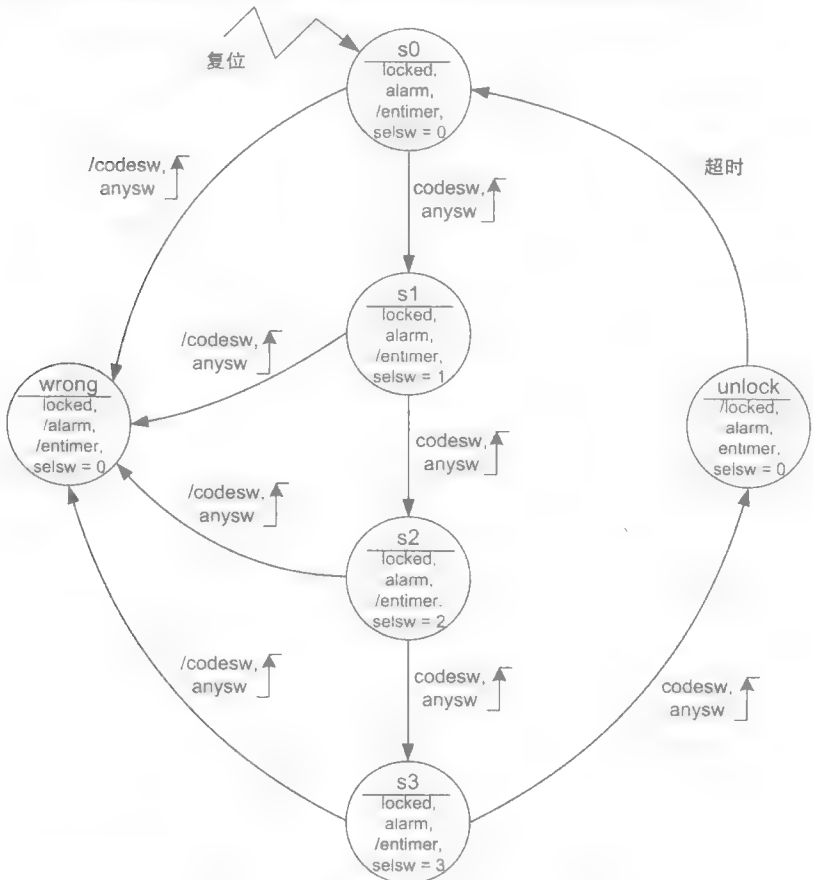 复位
s0
locked,
alarm,
/entimer,
selsw = 0
/codesw,
anysw
codesw,
anysw
超时
s1
locked,
alarm,
/entimer,
selsw = 1
/codesw,
anysw
wrong
locked,
/alarm,
/entimer,
selsw = 0
unlock
/locked,
alarm,
entimer,
selsw = 0
codesw,
anysw
/codesw,
anysw
s2
locked,
alarm,
/entimer.
selsw = 2
/codesw,
anysw
codesw,
anysw
codesw,
anysw
s3
locked,
alarm,
/entimer,
selsw = 3